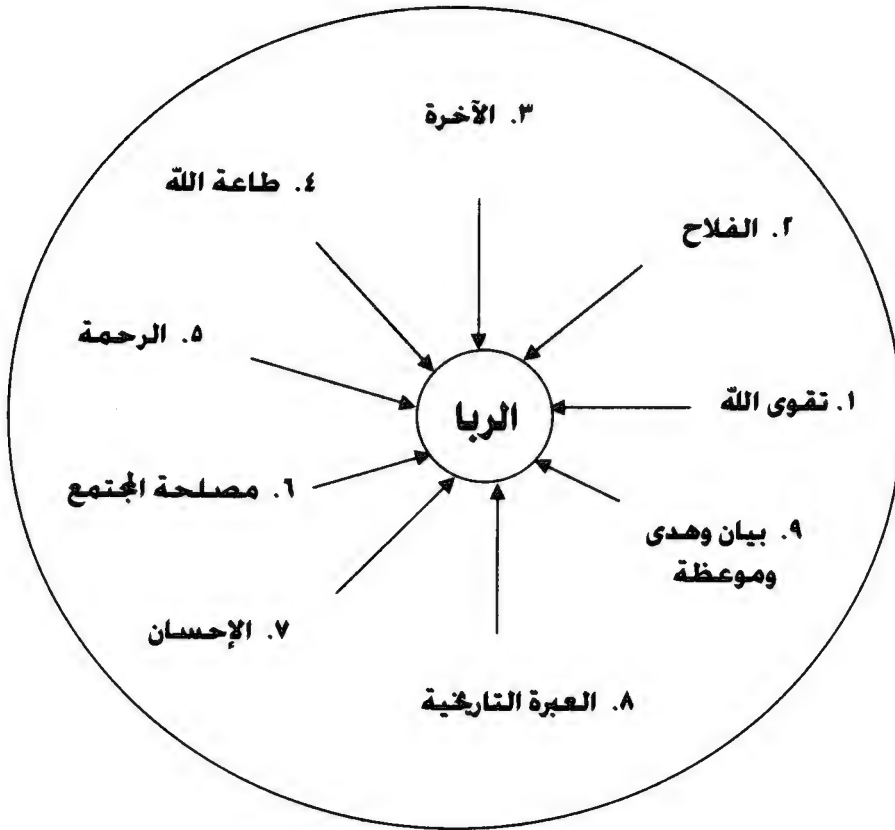 ٣. الآخرة
٤. طاعة الله
٢. الفلاح
٥. الرحمة
١. تقوى الله
الربا
٦. مصلحة المجتمع
٩. بيان وهدى
وموعظة
٧. الإحسان
٨. العبرة التاريخية